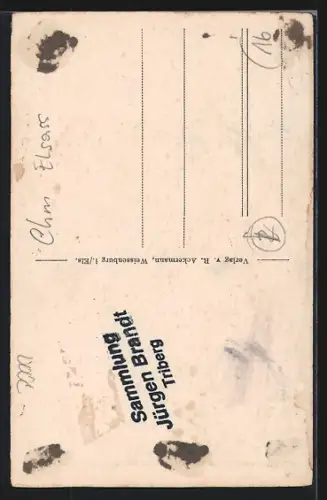 16
Elsass
Verlag v. R. Ackermann, Weissenburg i./Els.
Sammlung
Jürgen Brandt
Triberg